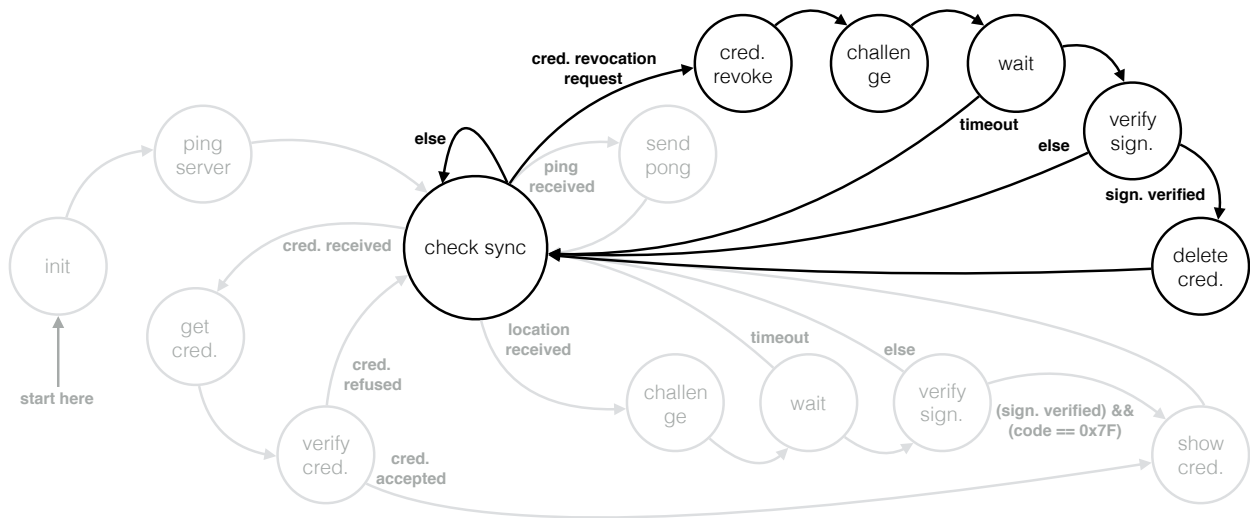 cred.
revoke
challen
ge
wait
cred. revocation
request
verify
sign.
timeout
else
sign. verified
else
ping
received
send
pong
ping
server
check sync
delete
cred.
init
cred. received
start here
get
cred.
cred.
refused
location
received
timeout
else
challen
ge
wait
verify
sign.
(sign. verified) &&
(code == 0x7F)
verify
cred.
cred.
accepted
show
cred.